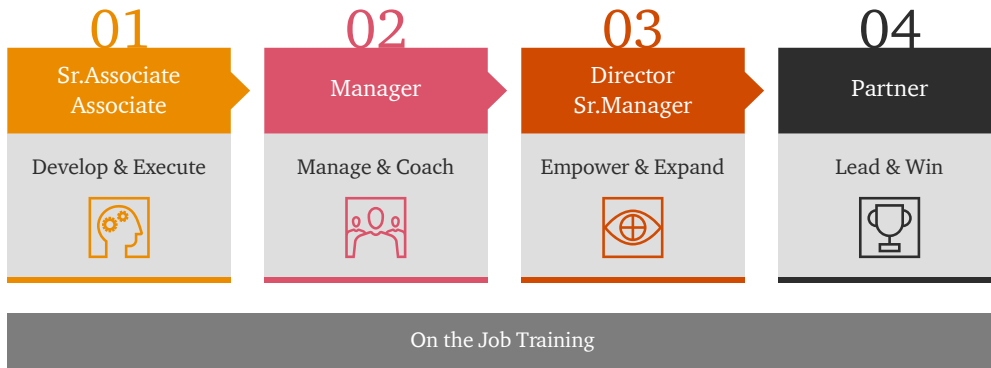 01
Sr.Associate
Associate
Develop & Execute
02
Manager
Manage & Coach
03
Director
Sr.Manager
Empower & Expand
04
Partner
Lead & Win
On the Job Training